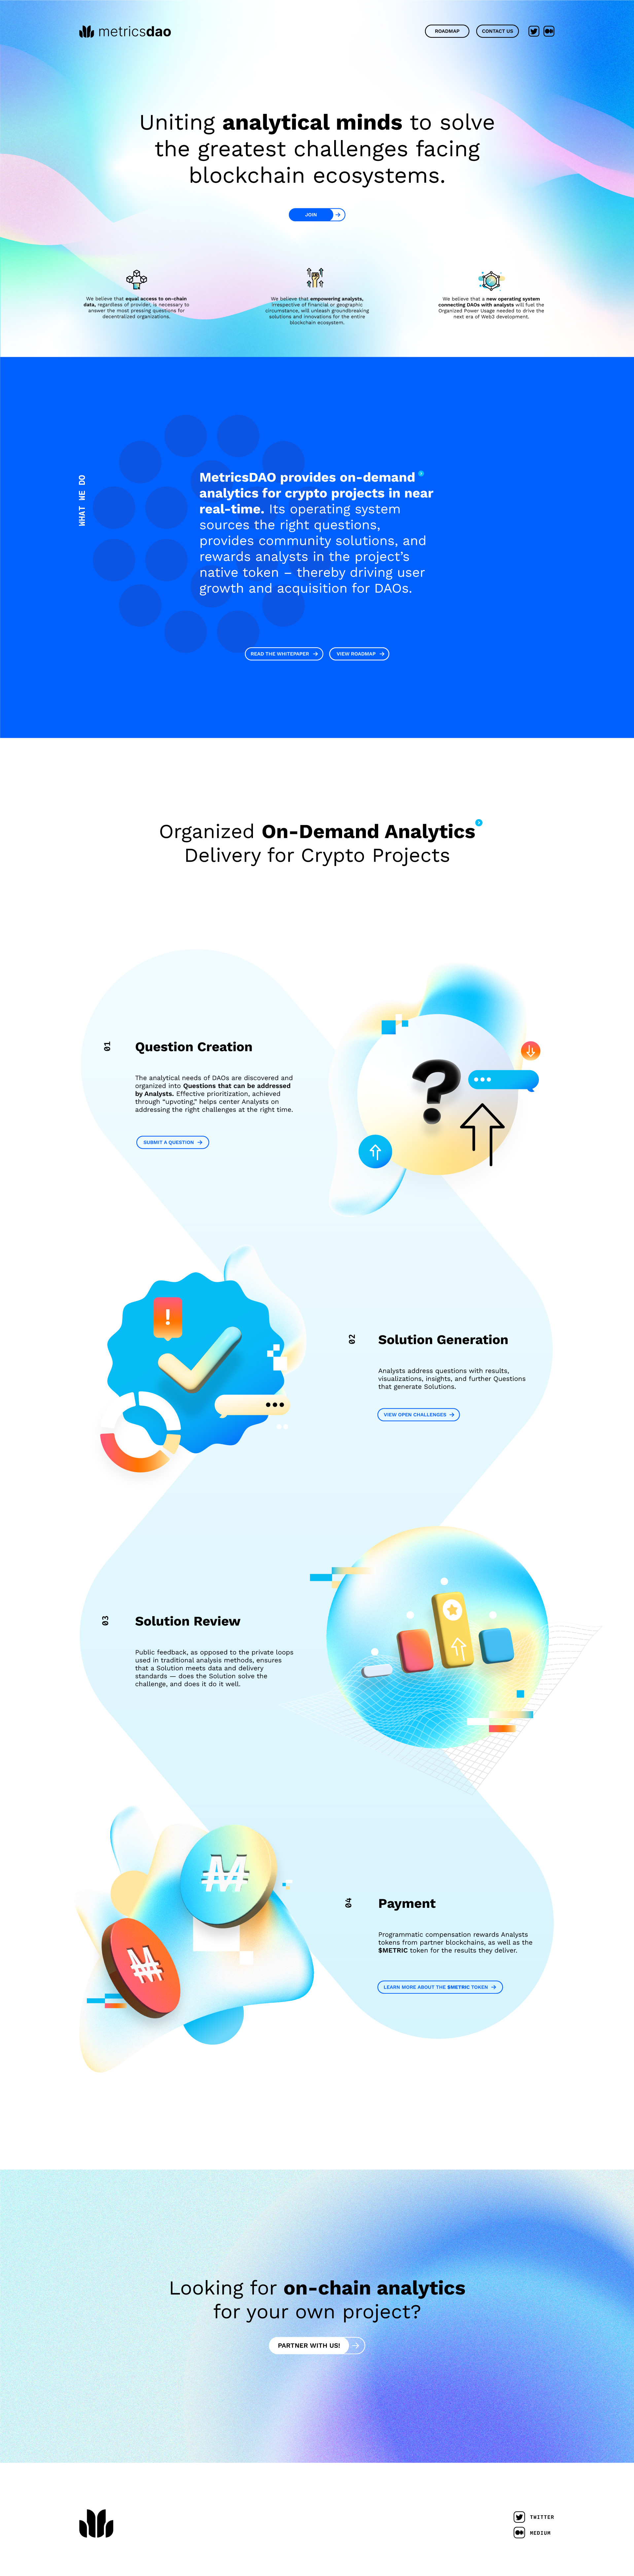 metricsdao
ROADMAP
CONTACT US
Uniting analytical minds to solve
the greatest challenges facing
blockchain ecosystems.
JOIN
We believe that equal access to on-chain
data, regardless of provider, is necessary to
answer the most pressing questions for
decentralized organizations.
We believe that empowering analysts,
irrespective of financial or geographic
circumstance, will unleash groundbreaking
solutions and innovations for the entire
blockchain ecosystem.
We believe that a new operating system
connecting DAOs with analysts will fuel the
Organized Power Usage needed to drive the
next era of Web3 development.
WHAT WE DO
MetricsDAO provides on-demand
analytics for crypto projects in near
real-time. Its operating system
sources the right questions,
provides community solutions, and
rewards analysts in the project's
native token – thereby driving user
growth and acquisition for DAOs.
READ THE WHITEPAPER
VIEW ROADMAP
Organized On-Demand Analytics
Delivery for Crypto Projects
01
Question Creation
The analytical needs of DAOs are discovered and
organized into Questions that can be addressed
by Analysts. Effective prioritization, achieved
through “upvoting,” helps center Analysts on
addressing the right challenges at the right time.
SUBMIT A QUESTION
?
!
02
Solution Generation
Analysts address questions with results,
visualizations, insights, and further Questions
that generate Solutions.
VIEW OPEN CHALLENGES
03
Solution Review
Public feedback, as opposed to the private loops
used in traditional analysis methods, ensures
that a Solution meets data and delivery
standards — does the Solution solve the
challenge, and does it do it well.
04
Payment
Programmatic compensation rewards Analysts
tokens from partner blockchains, as well as the
$METRIC token for the results they deliver.
LEARN MORE ABOUT THE $METRIC TOKEN
Looking for on-chain analytics
for your own project?
PARTNER WITH US!
TWITTER
MEDIUM